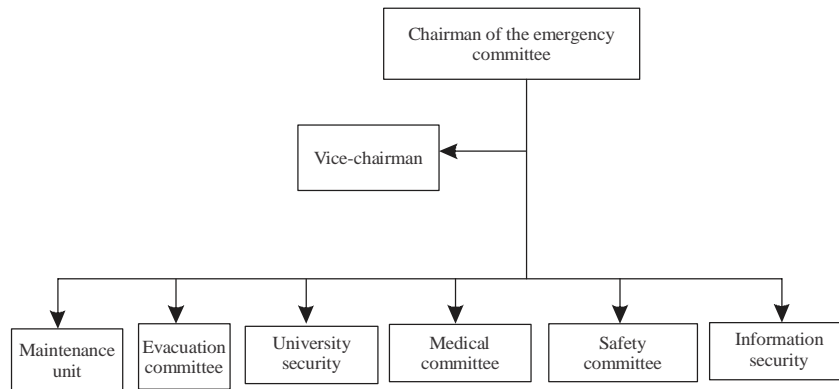 Chairman of the emergency
committee
Vice-chairman
Maintenance
unit
Evacuation
committee
University
security
Medical
committee
Safety
committee
Information
security